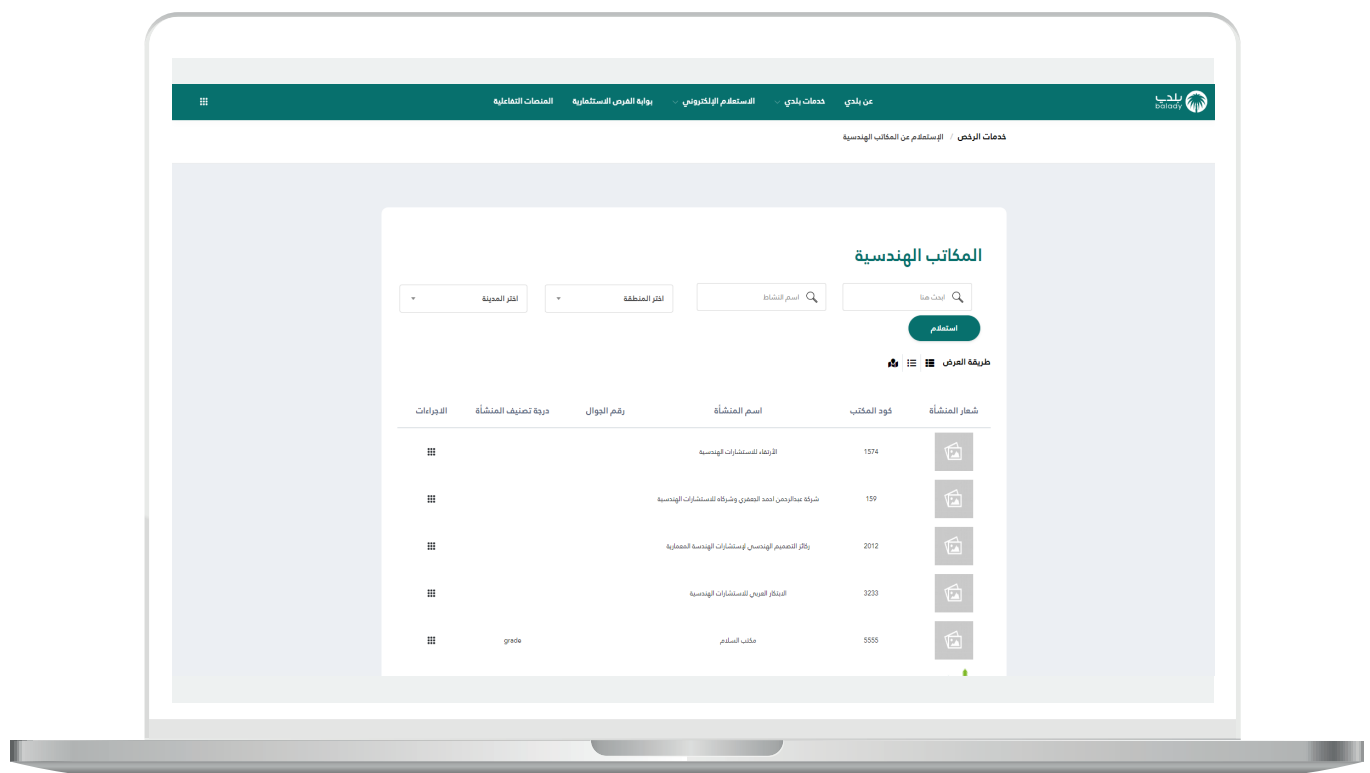 بلدي
balady
عن بلدي خدمات بلدي الاستعلام الإلكتروني بوابة الفرص الاستثمارية المنصات التفاعلية
خدمات الرخص / الإستعلام عن المكاتب الهندسية
المكاتب الهندسية
ابحث هنا اسم النشاط اختر المنطقة اختر المدينة
استعلام
طريقة العرض
شعار المنشأة كود المكتب اسم المنشأة رقم الجوال درجة تصنيف المنشأة الاجراءات
1574 الأرتقاء للاستشارات الهندسية
159 شركة عبدالرحمن احمد الجعفري وشركاه للاستشارات الهندسية
2012 ركائز التصميم الهندسي لإستشارات الهندسة المعمارية
3233 الابتكار العربي للاستشارات الهندسية
5555 مكتب السلام grade